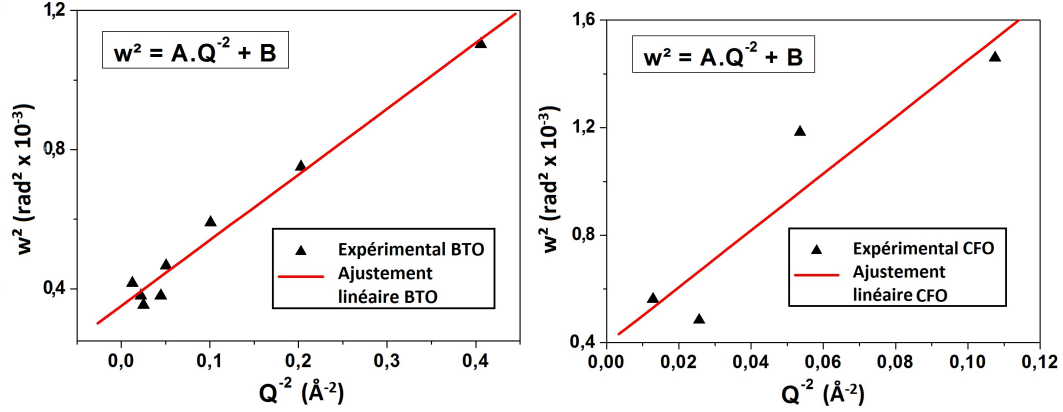 w² = A.Q⁻² + B
1,2
0,8
0,4
w² (rad² x 10⁻³)
Expérimental BTO
Ajustement
linéaire BTO
0,0 0,1 0,2 0,3 0,4
Q⁻² (Å⁻²)
w² = A.Q⁻² + B
1,6
1,2
0,8
0,4
w² (rad² x 10⁻³)
Expérimental CFO
Ajustement
linéaire CFO
0,00 0,02 0,04 0,06 0,08 0,10 0,12
Q⁻² (Å⁻²)